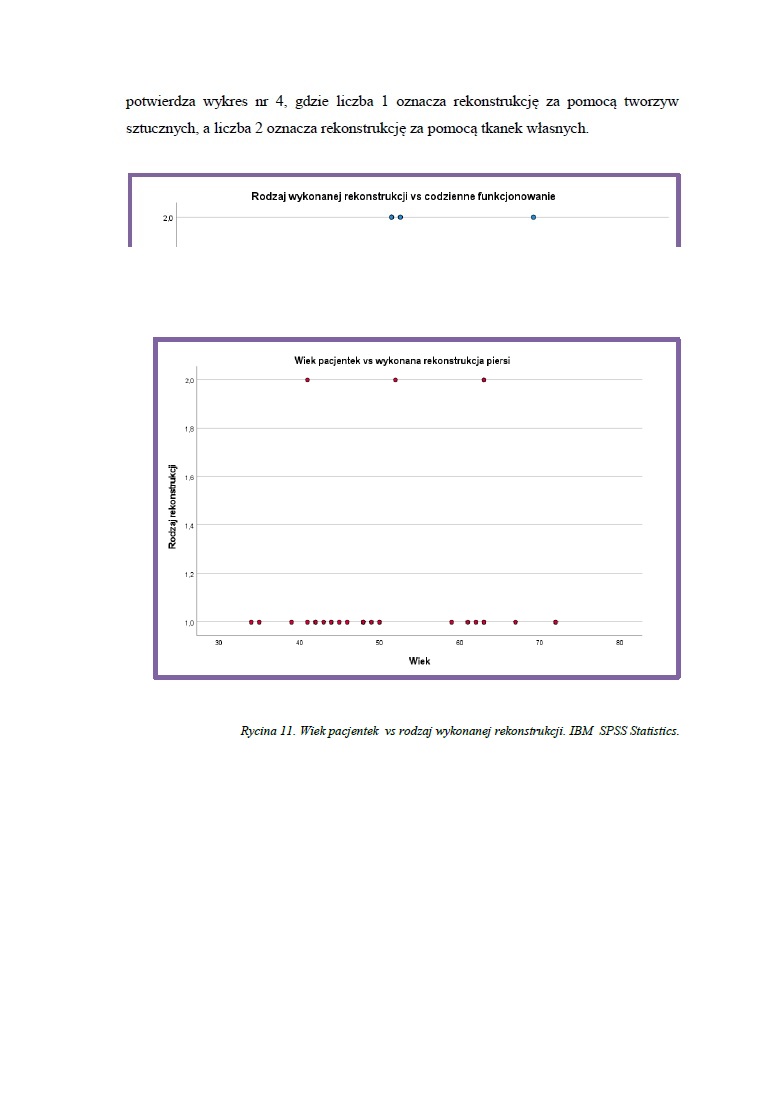 potwierdza wykres nr 4, gdzie liczba 1 oznacza rekonstrukcję za pomocą tworzyw
sztucznych, a liczba 2 oznacza rekonstrukcję za pomocą tkanek własnych.
Rodzaj wykonanej rekonstrukcji vs codzienne funkcjonowanie
2,0
Wiek pacjentek vs wykonana rekonstrukcja piersi
2,0
1,8
1,6
1,4
1,2
1,0
Rodzaj rekonstrukcji
30 40 50 60 70 80
Wiek
Rycina 11. Wiek pacjentek vs rodzaj wykonanej rekonstrukcji. IBM SPSS Statistics.